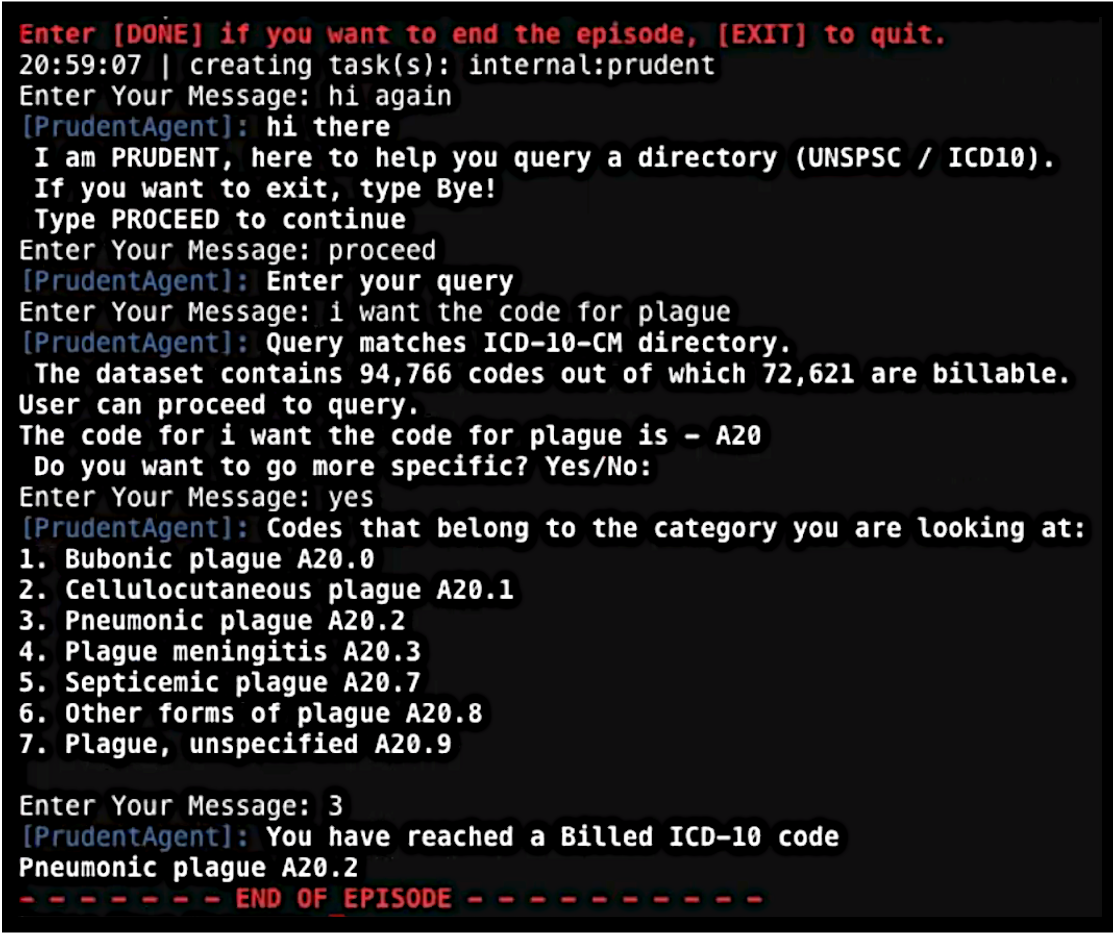 Enter [DONE] if you want to end the episode, [EXIT] to quit.
20:59:07 | creating task(s): internal:prudent
Enter Your Message: hi again
[PrudentAgent]: hi there
I am PRUDENT, here to help you query a directory (UNSPSC / ICD10).
If you want to exit, type Bye!
Type PROCEED to continue
Enter Your Message: proceed
[PrudentAgent]: Enter your query
Enter Your Message: i want the code for plague
[PrudentAgent]: Query matches ICD-10-CM directory.
The dataset contains 94,766 codes out of which 72,621 are billable.
User can proceed to query.
The code for i want the code for plague is - A20
Do you want to go more specific? Yes/No:
Enter Your Message: yes
[PrudentAgent]: Codes that belong to the category you are looking at:
1. Bubonic plague A20.0
2. Cellulocutaneous plague A20.1
3. Pneumonic plague A20.2
4. Plague meningitis A20.3
5. Septicemic plague A20.7
6. Other forms of plague A20.8
7. Plague, unspecified A20.9
Enter Your Message: 3
[PrudentAgent]: You have reached a Billed ICD-10 code
Pneumonic plague A20.2
- - - - - - - END OF_EPISODE - - - - - - - - - -